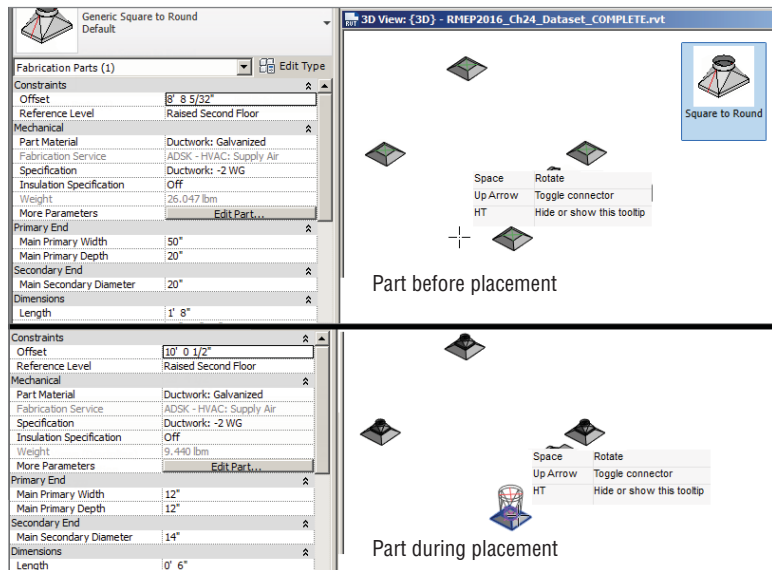 Generic Square to Round
Default
Fabrication Parts (1)
Edit Type
Constraints
Offset 8' 8 5/32"
Reference Level Raised Second Floor
Mechanical
Part Material Ductwork: Galvanized
Fabrication Service ADSK - HVAC: Supply Air
Specification Ductwork: -2 WG
Insulation Specification Off
Weight 26.047 lbm
More Parameters Edit Part...
Primary End
Main Primary Width 50"
Main Primary Depth 20"
Secondary End
Main Secondary Diameter 20"
Dimensions
Length 1' 8"
3D View: {3D} - RMEP2016_Ch24_Dataset_COMPLETE.rvt
Square to Round
Space Rotate
Up Arrow Toggle connector
HT Hide or show this tooltip
Part before placement
Constraints
Offset 10' 0 1/2"
Reference Level Raised Second Floor
Mechanical
Part Material Ductwork: Galvanized
Fabrication Service ADSK - HVAC: Supply Air
Specification Ductwork: -2 WG
Insulation Specification Off
Weight 9.440 lbm
More Parameters Edit Part...
Primary End
Main Primary Width 12"
Main Primary Depth 12"
Secondary End
Main Secondary Diameter 14"
Dimensions
Length 0' 6"
Space Rotate
Up Arrow Toggle connector
HT Hide or show this tooltip
Part during placement